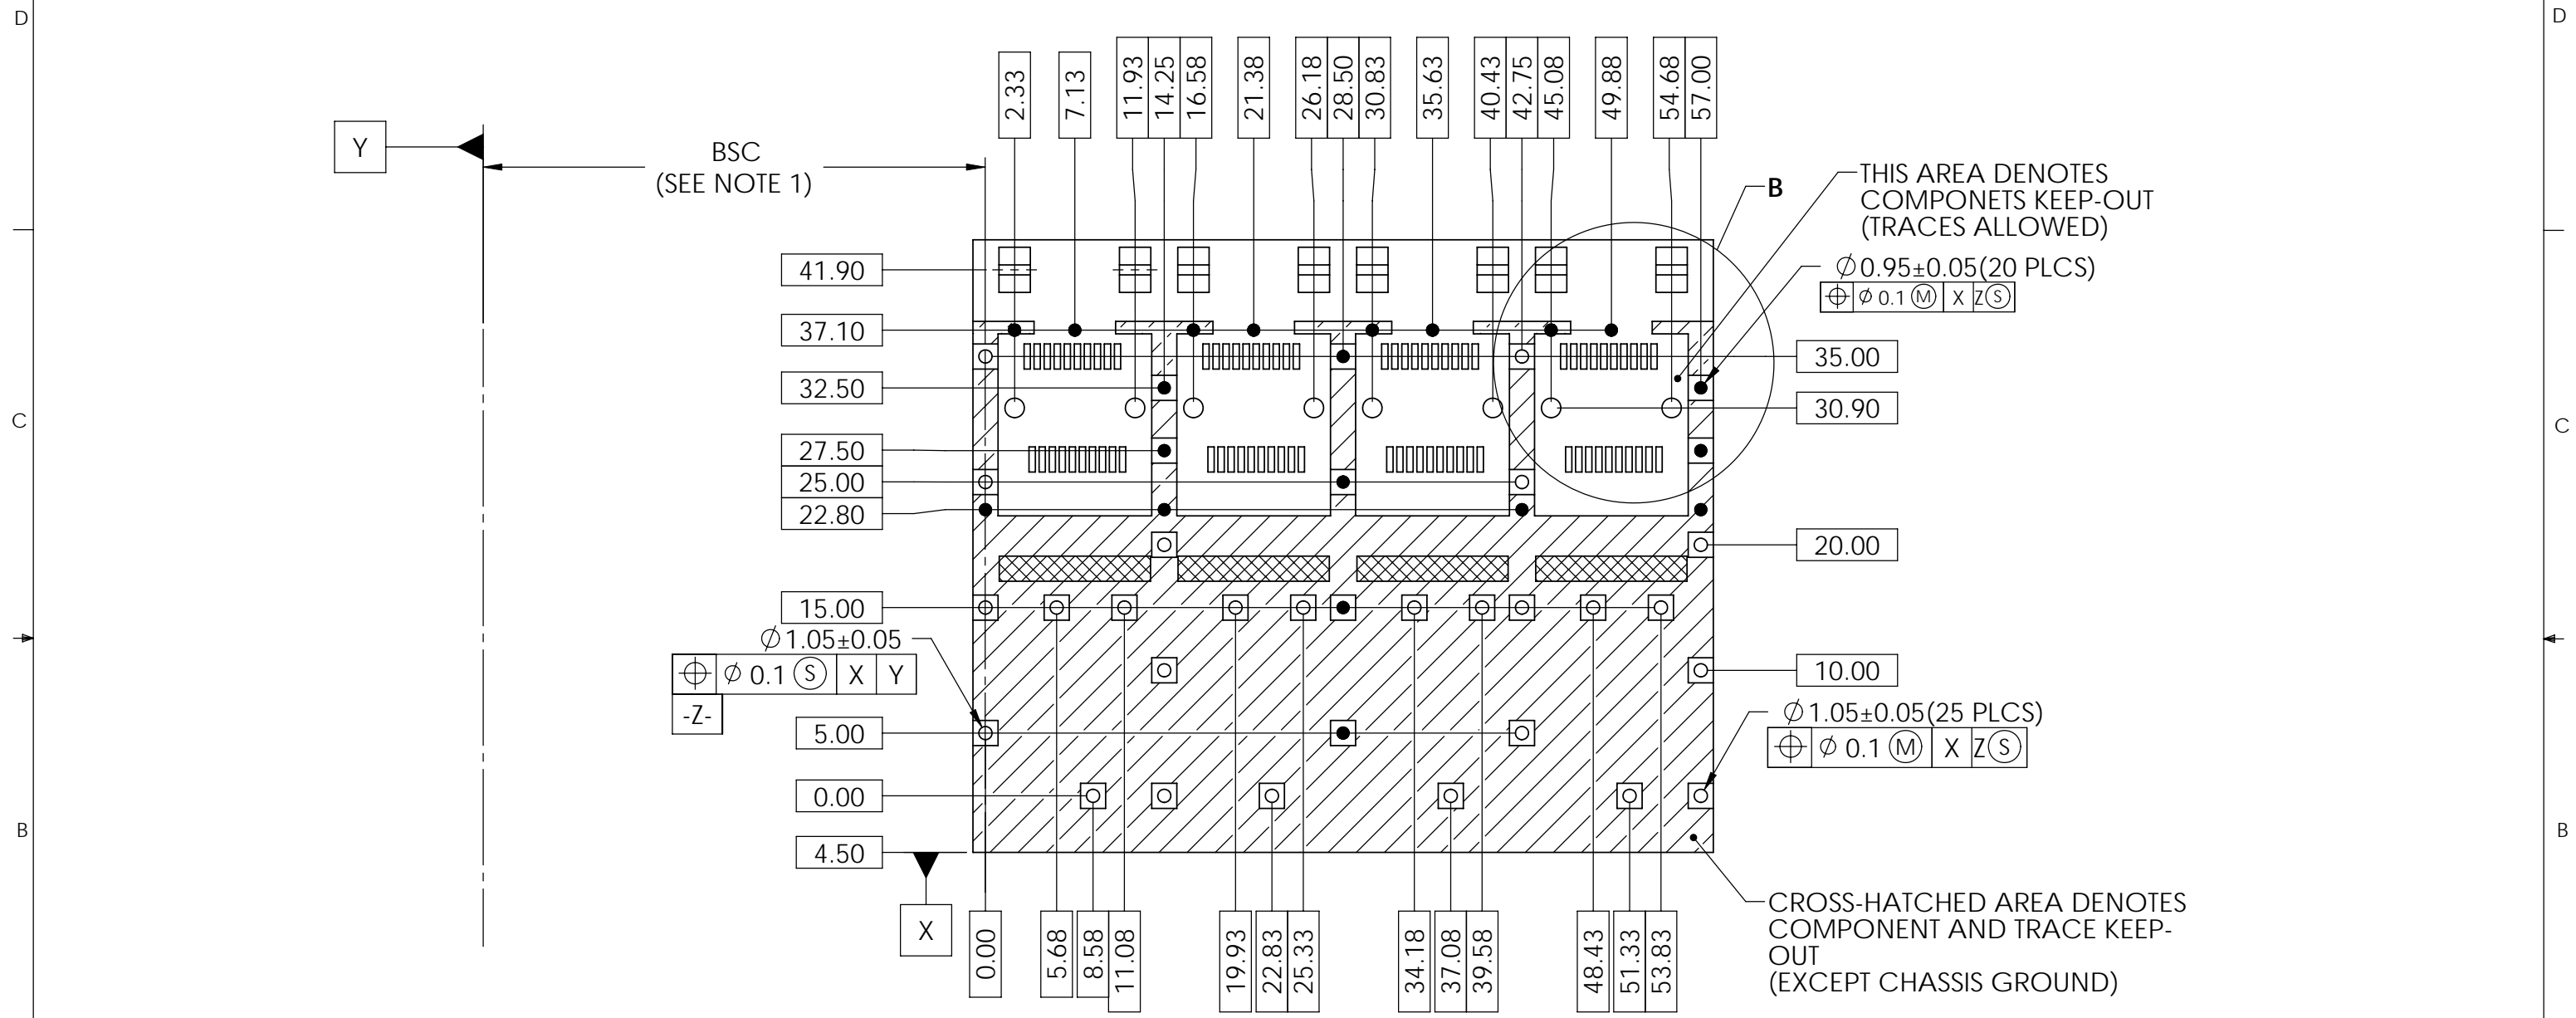 D
D
2.33
7.13
11.93
14.25
16.58
21.38
26.18
28.50
30.83
35.63
40.43
42.75
45.08
49.88
54.68
57.00
Y
BSC
(SEE NOTE 1)
B
THIS AREA DENOTES
COMPONETS KEEP-OUT
(TRACES ALLOWED)
41.90
Ø0.95±0.05(20 PLCS)
⌖ Ø 0.1 Ⓜ X ZⓈ
37.10
35.00
32.50
30.90
C
C
27.50
25.00
22.80
20.00
15.00
Ø1.05±0.05
⌖ Ø 0.1 Ⓢ X Y
-Z-
10.00
Ø1.05±0.05(25 PLCS)
⌖ Ø 0.1 Ⓜ X ZⓈ
5.00
0.00
B
B
4.50
X
CROSS-HATCHED AREA DENOTES
COMPONENT AND TRACE KEEP-
OUT
(EXCEPT CHASSIS GROUND)
0.00
5.68
8.58
11.08
19.93
22.83
25.33
34.18
37.08
39.58
48.43
51.33
53.83